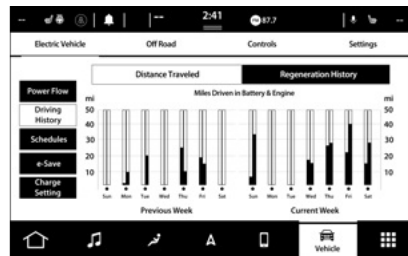 -- -- 2:41 FM 87.7 --
Electric Vehicle Off Road Controls Settings
Distance Traveled Regeneration History
Miles Driven in Battery & Engine
Power Flow
Driving
History
Schedules
e-Save
Charge
Setting
mi mi
50 50
40 40
30 30
20 20
10 10
Sun Mon Tue Wed Thu Fri Sat Sun Mon Tue Wed Thu Fri Sat
Previous Week Current Week
A
Vehicle